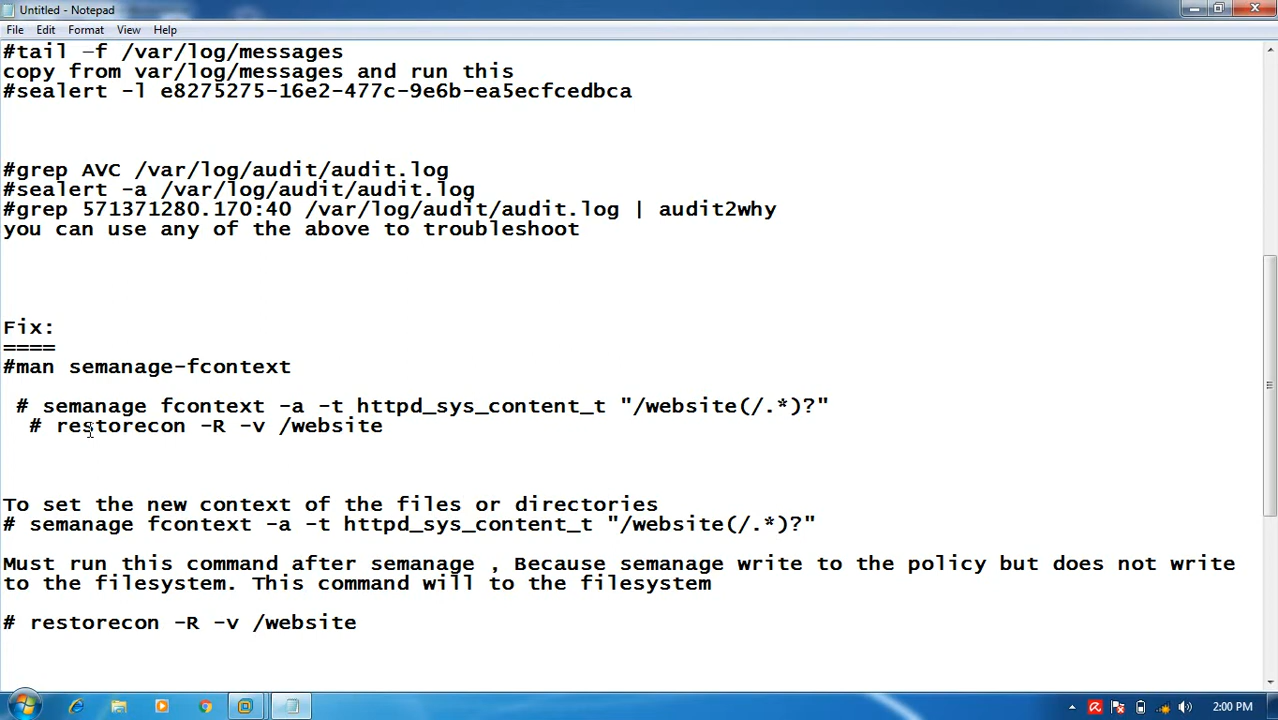 Untitled - Notepad
File Edit Format View Help
#tail –f /var/log/messages
copy from var/log/messages and run this
#sealert -l e8275275-16e2-477c-9e6b-ea5ecfcedbca
#grep AVC /var/log/audit/audit.log
#sealert -a /var/log/audit/audit.log
#grep 571371280.170:40 /var/log/audit/audit.log | audit2why
you can use any of the above to troubleshoot
Fix:
====
#man semanage-fcontext
# semanage fcontext -a -t httpd_sys_content_t "/website(/.*)?"
# restorecon -R -v /website
To set the new context of the files or directories
# semanage fcontext -a -t httpd_sys_content_t "/website(/.*)?"
Must run this command after semanage , Because semanage write to the policy but does not write
to the filesystem. This command will to the filesystem
# restorecon -R -v /website
2:00 PM